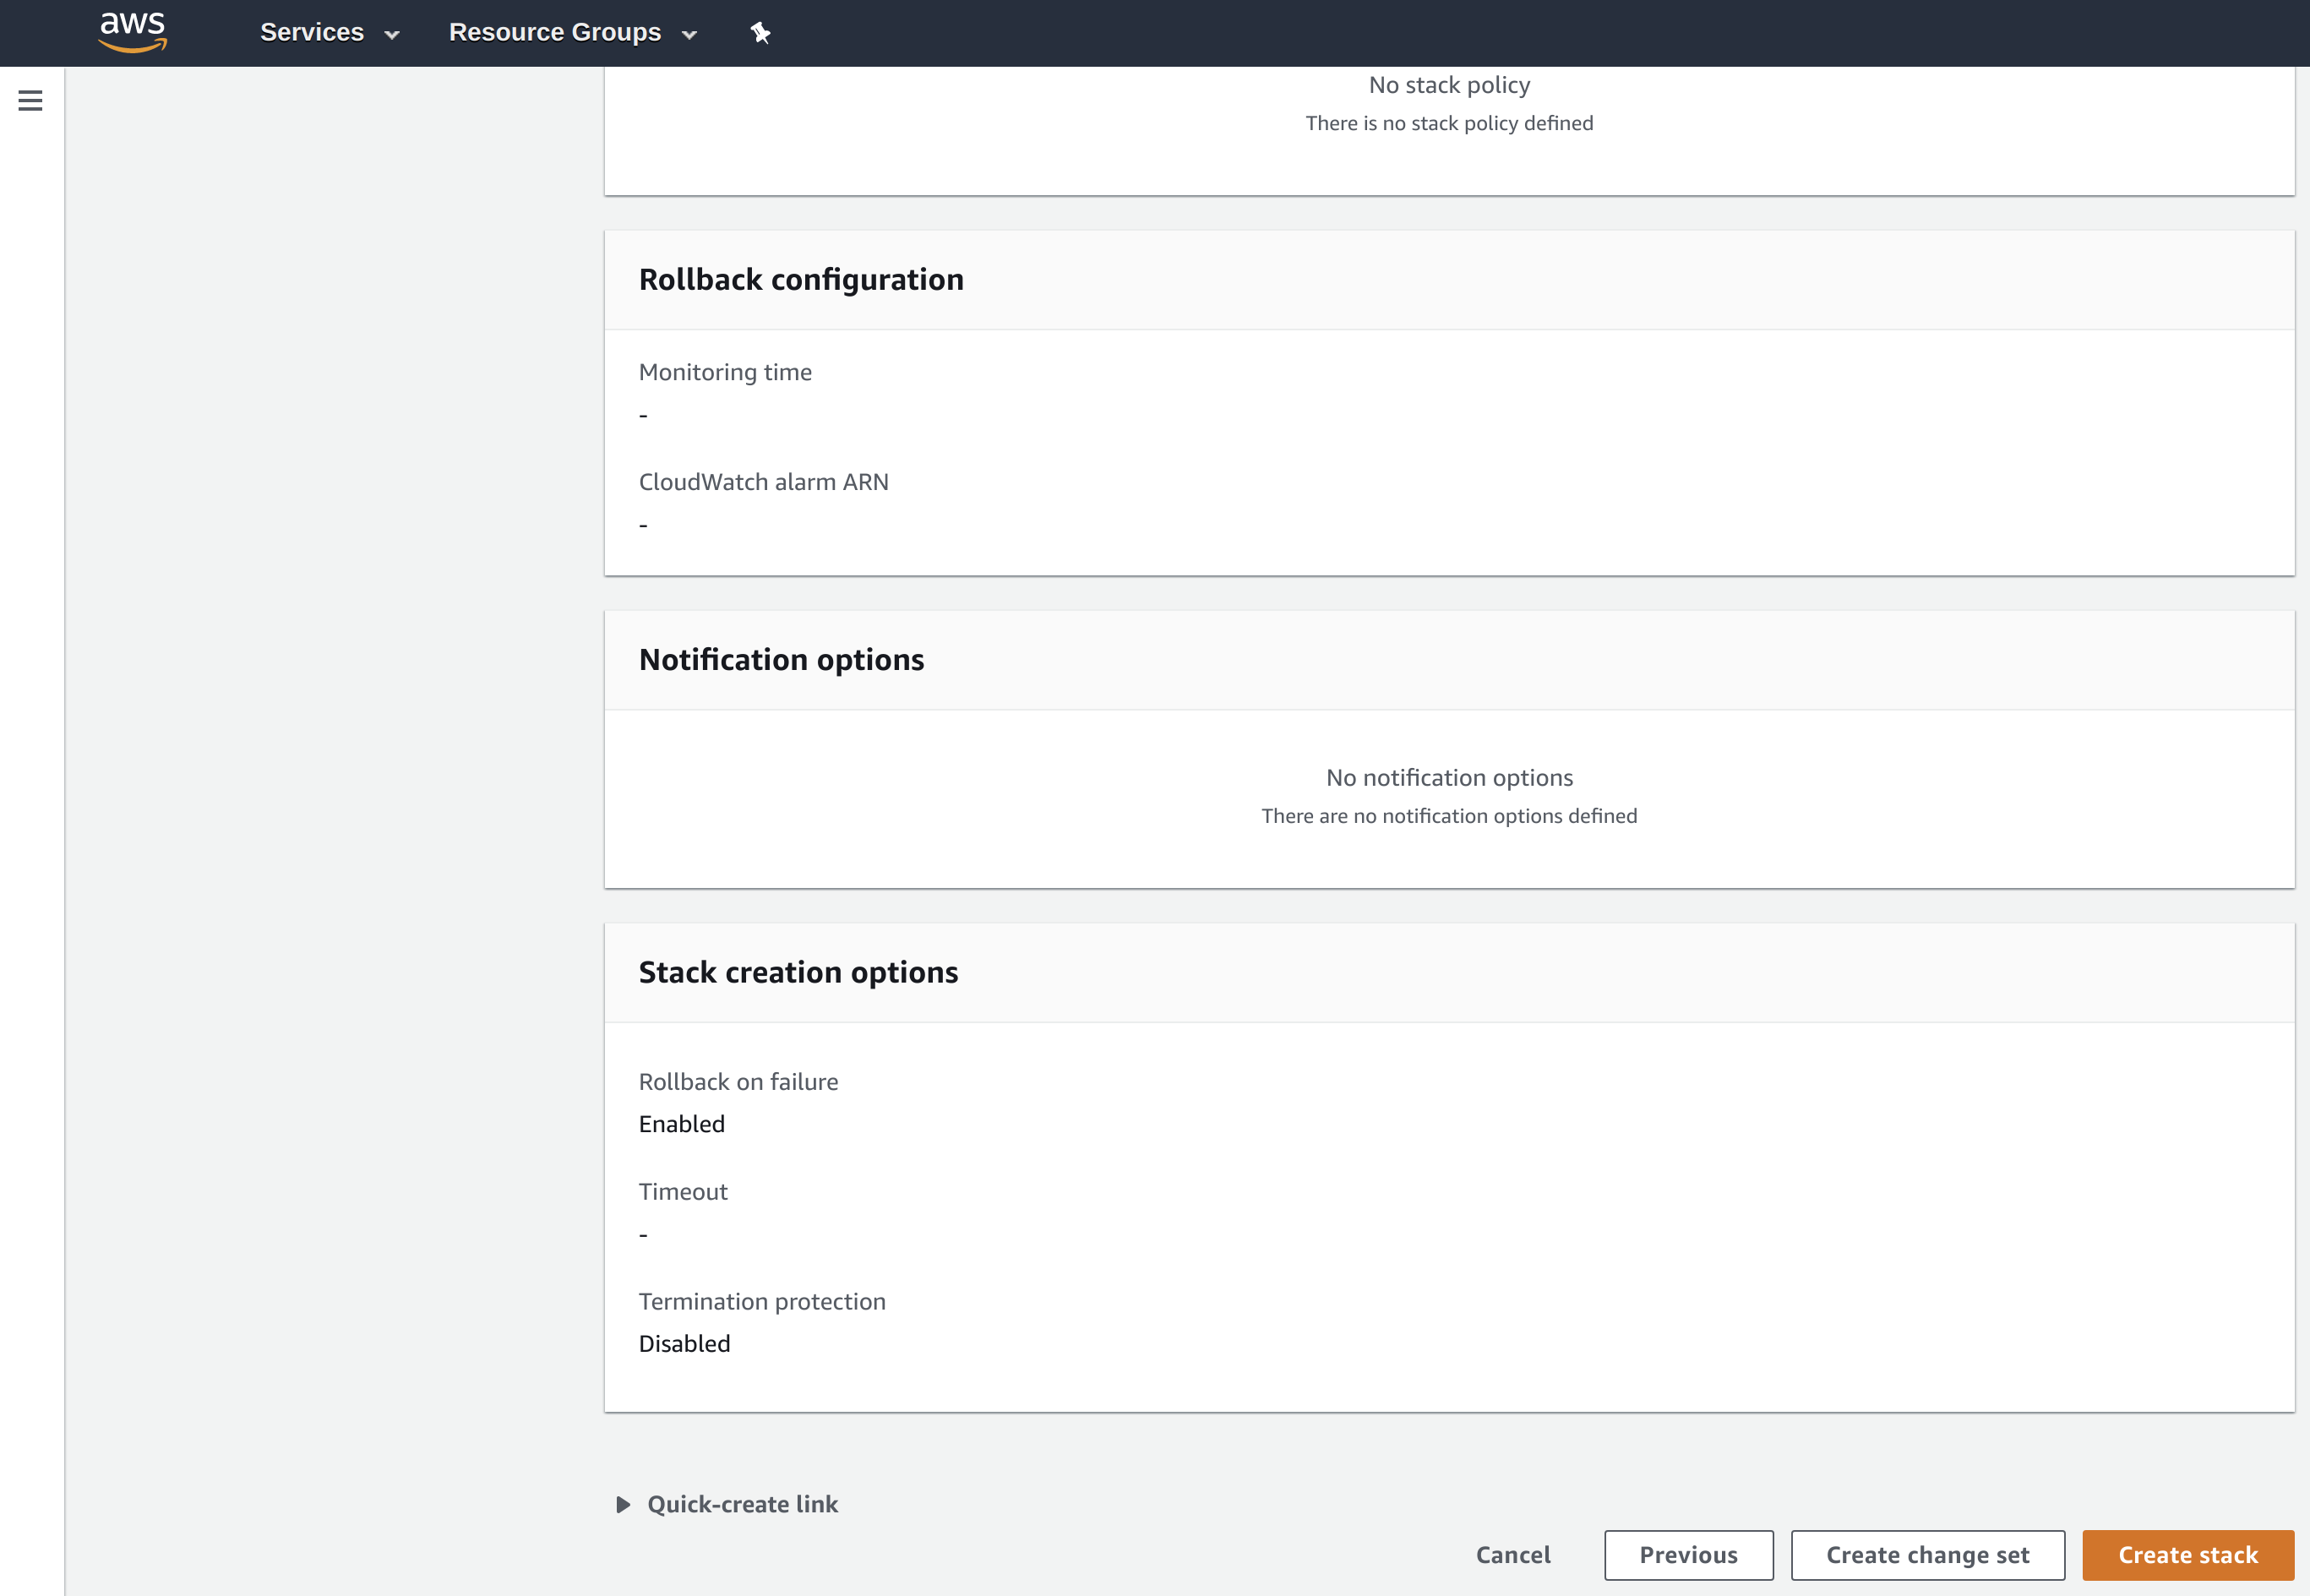 aws
Services
Resource Groups
No stack policy
There is no stack policy defined
Rollback configuration
Monitoring time
-
CloudWatch alarm ARN
-
Notification options
No notification options
There are no notification options defined
Stack creation options
Rollback on failure
Enabled
Timeout
-
Termination protection
Disabled
Quick-create link
Cancel
Previous
Create change set
Create stack